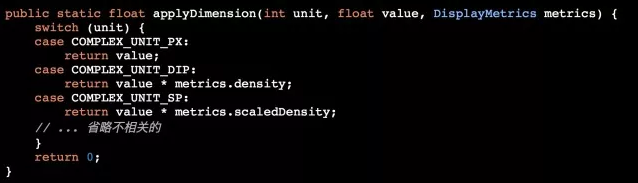 public static float applyDimension(int unit, float value, DisplayMetrics metrics) {
    switch (unit) {
    case COMPLEX_UNIT_PX:
        return value;
    case COMPLEX_UNIT_DIP:
        return value * metrics.density;
    case COMPLEX_UNIT_SP:
        return value * metrics.scaledDensity;
    // ... 省略不相关的
    }
    return 0;
}